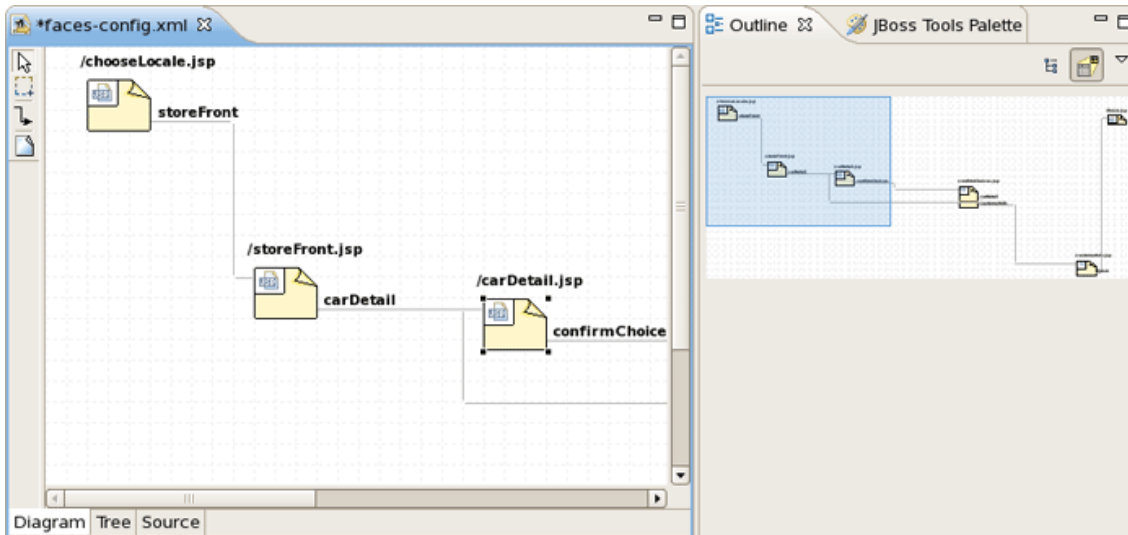 *faces-config.xml
Outline
JBoss Tools Palette
/chooseLocale.jsp
storeFront
/storeFront.jsp
carDetail
/carDetail.jsp
confirmChoice
Diagram
Tree
Source